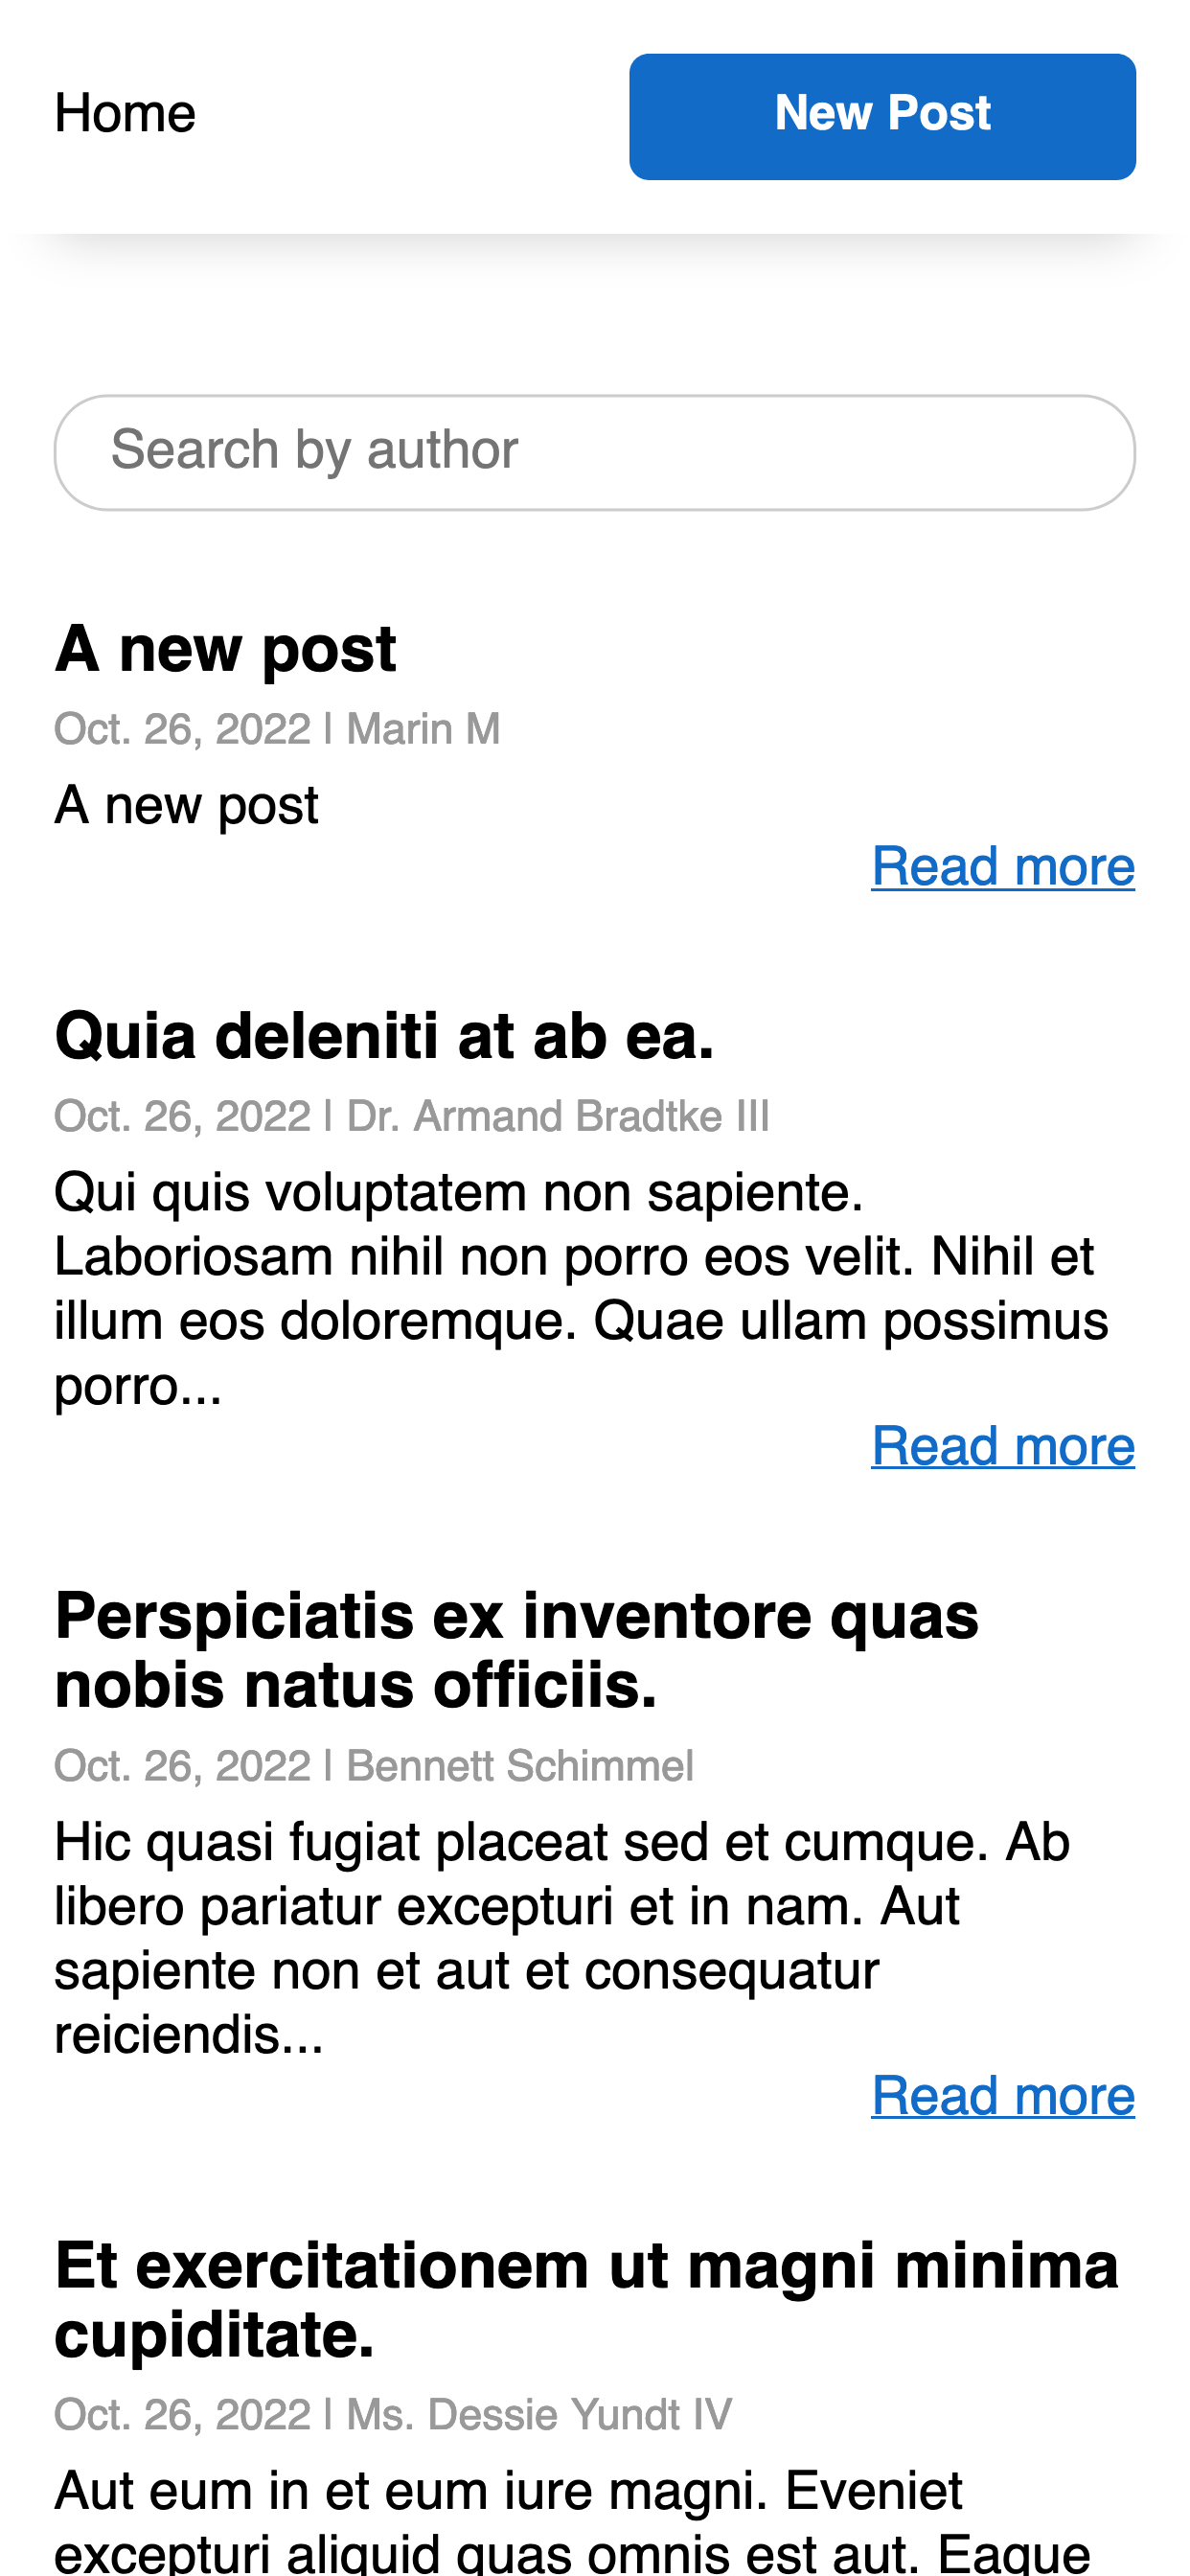 Home
New Post
Search by author
A new post
Oct. 26, 2022 | Marin M
A new post
Read more
Quia deleniti at ab ea.
Oct. 26, 2022 | Dr. Armand Bradtke III
Qui quis voluptatem non sapiente.
Laboriosam nihil non porro eos velit. Nihil et
illum eos doloremque. Quae ullam possimus
porro...
Read more
Perspiciatis ex inventore quas
nobis natus officiis.
Oct. 26, 2022 | Bennett Schimmel
Hic quasi fugiat placeat sed et cumque. Ab
libero pariatur excepturi et in nam. Aut
sapiente non et aut et consequatur
reiciendis...
Read more
Et exercitationem ut magni minima
cupiditate.
Oct. 26, 2022 | Ms. Dessie Yundt IV
Aut eum in et eum iure magni. Eveniet
excepturi aliquid quas omnis est aut. Eaque